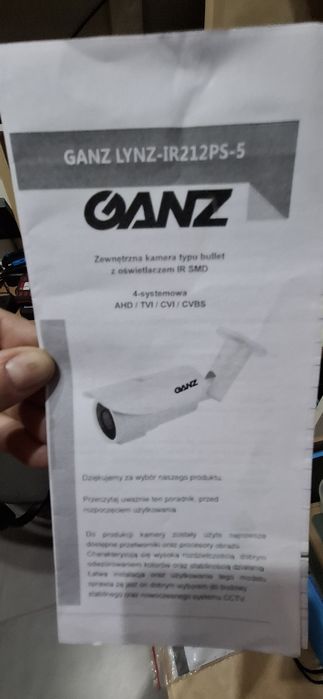 GANZ LYNZ-IR212PS-5
GANZ
Zewnętrzna kamera typu bullet
z oświetlaczem IR SMD
4-systemowa
AHD / TVI / CVI / CVBS
GANZ
Dziękujemy za wybór naszego produktu.
Przeczytaj uważnie ten poradnik, przed
rozpoczęciem użytkowania.
Do produkcji kamery zostały użyte najnowsze
dostępne przetworniki oraz procesory obrazu.
Charakteryzują się wysoką rozdzielczością, dobrym
odwzorowaniem kolorów oraz stabilnością działania.
Łatwa instalacja oraz użytkowanie tego modelu
sprawia że jest on dobrym wyborem do budowy
stabilnego oraz nowoczesnego systemu CCTV.